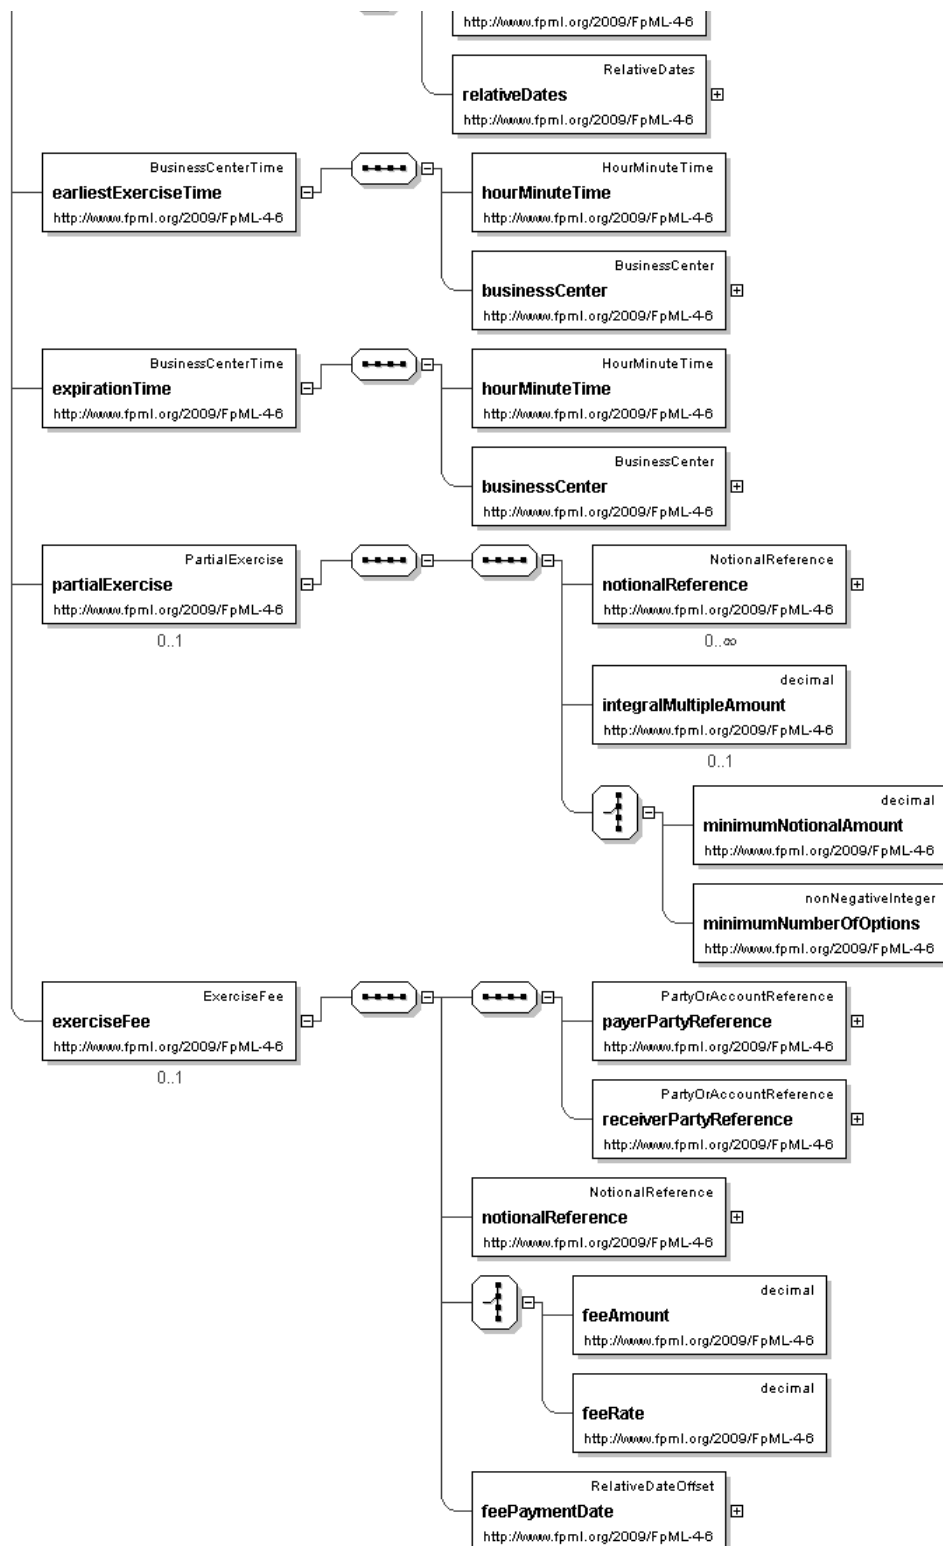 http://www.fpml.org/2009/FpML-4-6
RelativeDates
relativeDates
http://www.fpml.org/2009/FpML-4-6
BusinessCenterTime
earliestExerciseTime
http://www.fpml.org/2009/FpML-4-6
HourMinuteTime
hourMinuteTime
http://www.fpml.org/2009/FpML-4-6
BusinessCenter
businessCenter
http://www.fpml.org/2009/FpML-4-6
BusinessCenterTime
expirationTime
http://www.fpml.org/2009/FpML-4-6
HourMinuteTime
hourMinuteTime
http://www.fpml.org/2009/FpML-4-6
BusinessCenter
businessCenter
http://www.fpml.org/2009/FpML-4-6
PartialExercise
partialExercise
http://www.fpml.org/2009/FpML-4-6
0..1
NotionalReference
notionalReference
http://www.fpml.org/2009/FpML-4-6
0..∞
decimal
integralMultipleAmount
http://www.fpml.org/2009/FpML-4-6
0..1
decimal
minimumNotionalAmount
http://www.fpml.org/2009/FpML-4-6
nonNegativeInteger
minimumNumberOfOptions
http://www.fpml.org/2009/FpML-4-6
ExerciseFee
exerciseFee
http://www.fpml.org/2009/FpML-4-6
0..1
PartyOrAccountReference
payerPartyReference
http://www.fpml.org/2009/FpML-4-6
PartyOrAccountReference
receiverPartyReference
http://www.fpml.org/2009/FpML-4-6
NotionalReference
notionalReference
http://www.fpml.org/2009/FpML-4-6
decimal
feeAmount
http://www.fpml.org/2009/FpML-4-6
decimal
feeRate
http://www.fpml.org/2009/FpML-4-6
RelativeDateOffset
feePaymentDate
http://www.fpml.org/2009/FpML-4-6